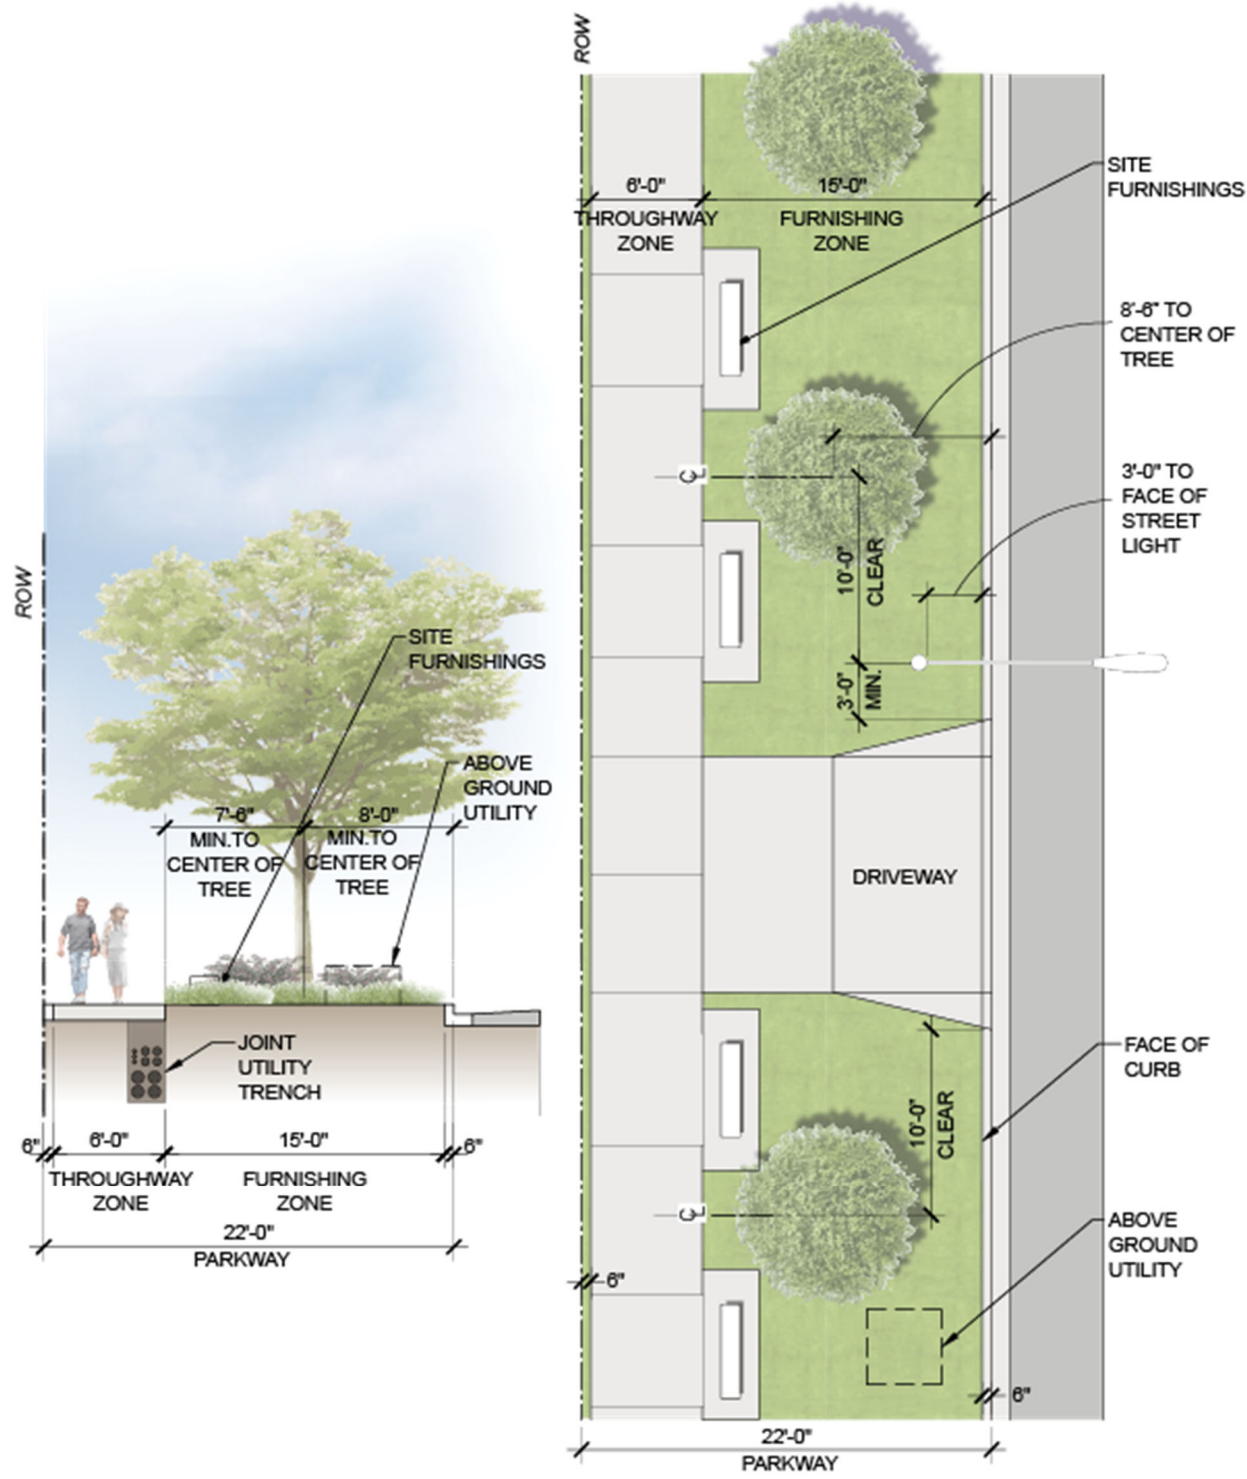 ROW
SITE
FURNISHINGS
ABOVE
GROUND
UTILITY
7'-6"
MIN.TO
CENTER OF
TREE
8'-0"
MIN.TO
CENTER OF
TREE
JOINT
UTILITY
TRENCH
6"
6'-0"
15'-0"
6"
THROUGHWAY
ZONE
FURNISHING
ZONE
22'-0"
PARKWAY
ROW
6'-0"
THROUGHWAY
ZONE
15'-0"
FURNISHING
ZONE
SITE
FURNISHINGS
8'-6" TO
CENTER OF
TREE
CL
10'-0"
CLEAR
3'-0" TO
FACE OF
STREET
LIGHT
3'-0"
MIN.
DRIVEWAY
FACE OF
CURB
10'-0"
CLEAR
CL
ABOVE
GROUND
UTILITY
6"
6"
22'-0"
PARKWAY